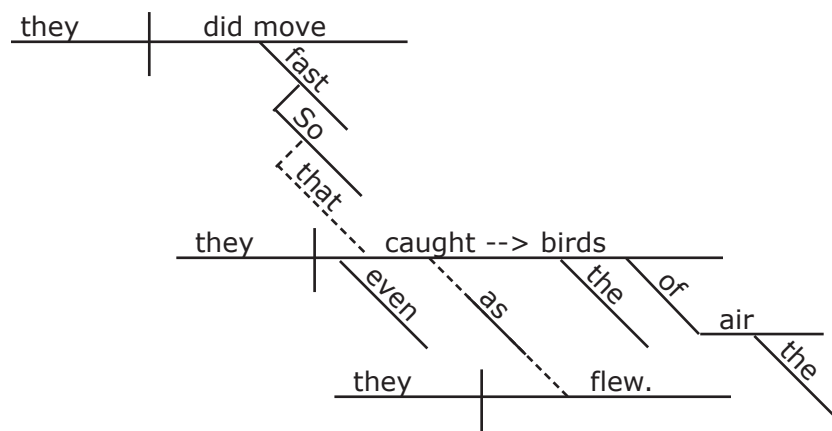 they did move
fast
So
that
they caught --> birds
even
as
the
of
air
the
they flew.